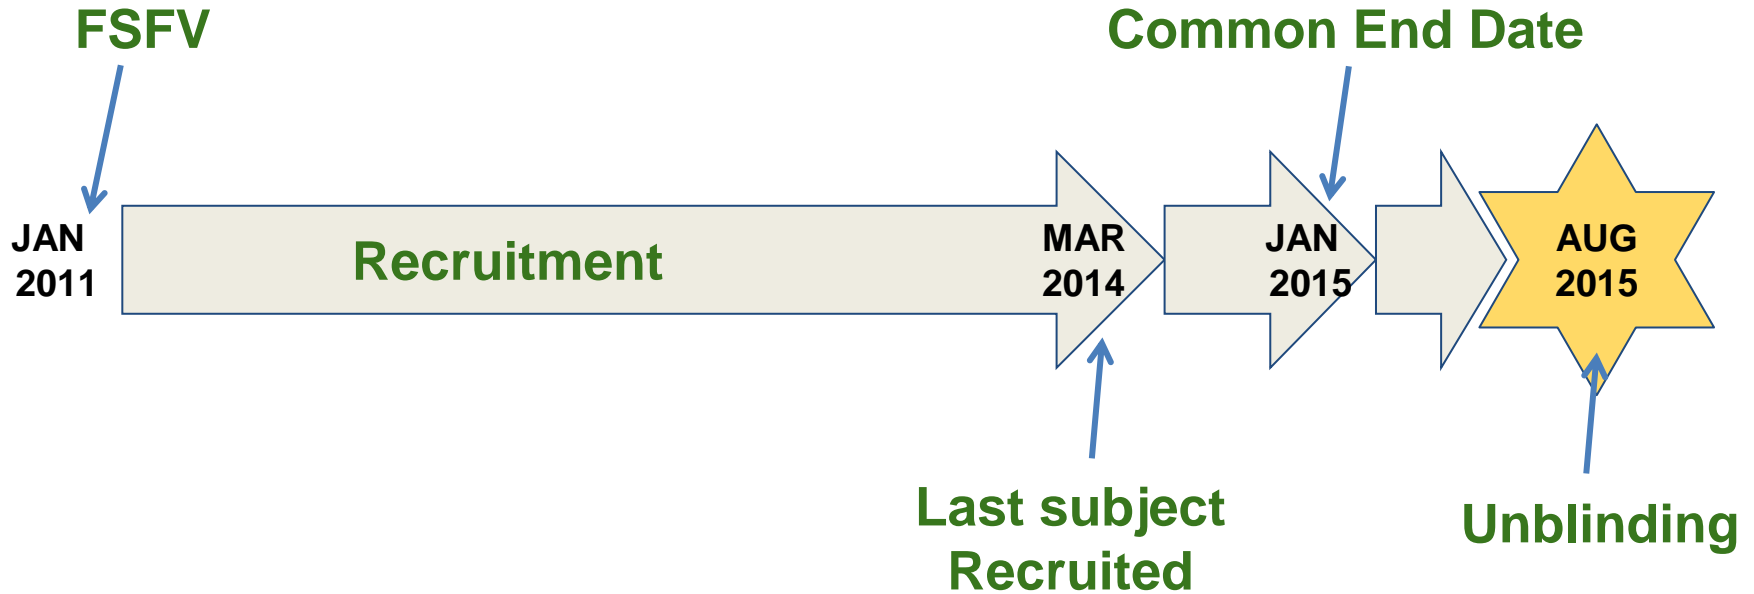 FSFV
Common End Date
JAN
2011
Recruitment
MAR
2014
JAN
2015
AUG
2015
Last subject
Recruited
Unblinding